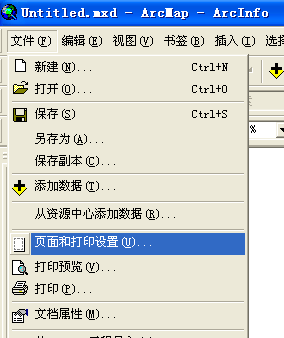 Untitled.mxd - ArcMap - ArcInfo
文件(F) 编辑(E) 视图(V) 书签(B) 插入(I) 选择
新建(N)... Ctrl+N
打开(O)... Ctrl+O
保存(S) Ctrl+S
另存为(A)...
保存副本(C)...
%
添加数据(T)...
从资源中心添加数据(R)...
页面和打印设置(U)...
打印预览(V)...
打印(P)...
文档属性(M)...